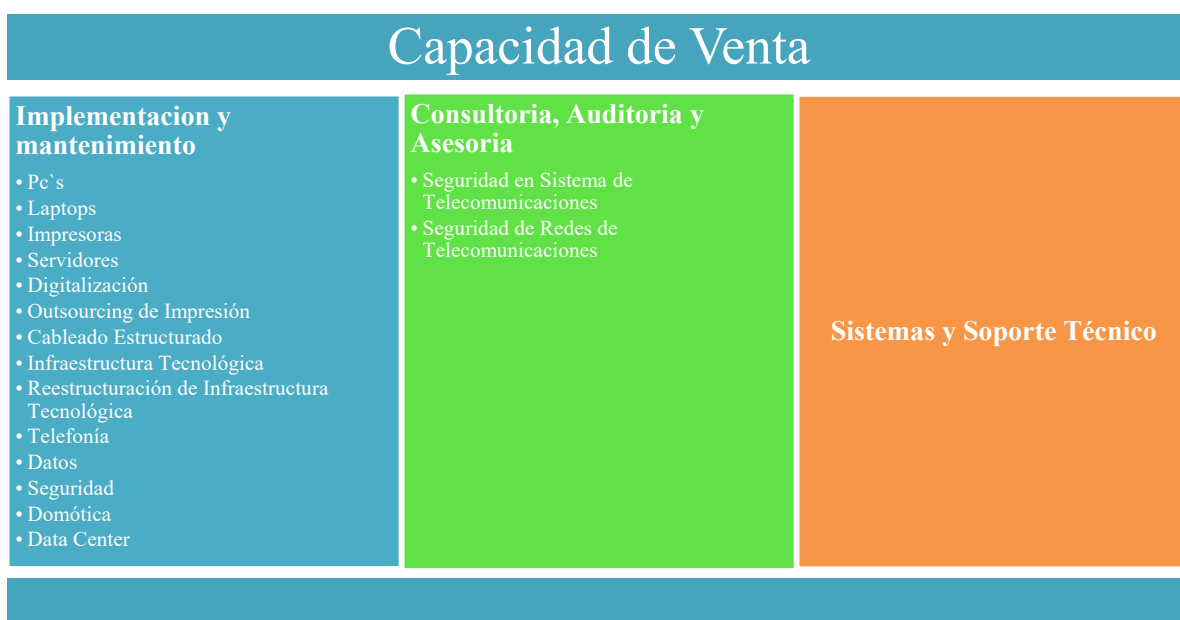 Capacidad de Venta
Implementacion y
mantenimiento
• Pc`s
• Laptops
• Impresoras
• Servidores
• Digitalización
• Outsourcing de Impresión
• Cableado Estructurado
• Infraestructura Tecnológica
• Reestructuración de Infraestructura
Tecnológica
• Telefonía
• Datos
• Seguridad
• Domótica
• Data Center
Consultoria, Auditoria y
Asesoria
• Seguridad en Sistema de
Telecomunicaciones
• Seguridad de Redes de
Telecomunicaciones
Sistemas y Soporte Técnico